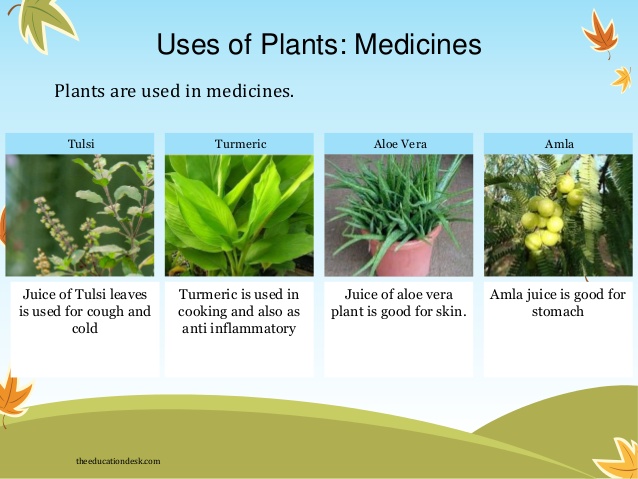 Uses of Plants: Medicines
Plants are used in medicines.
Tulsi
Turmeric
Aloe Vera
Amla
Juice of Tulsi leaves
is used for cough and
cold
Turmeric is used in
cooking and also as
anti inflammatory
Juice of aloe vera
plant is good for skin.
Amla juice is good for
stomach
theeducationdesk.com